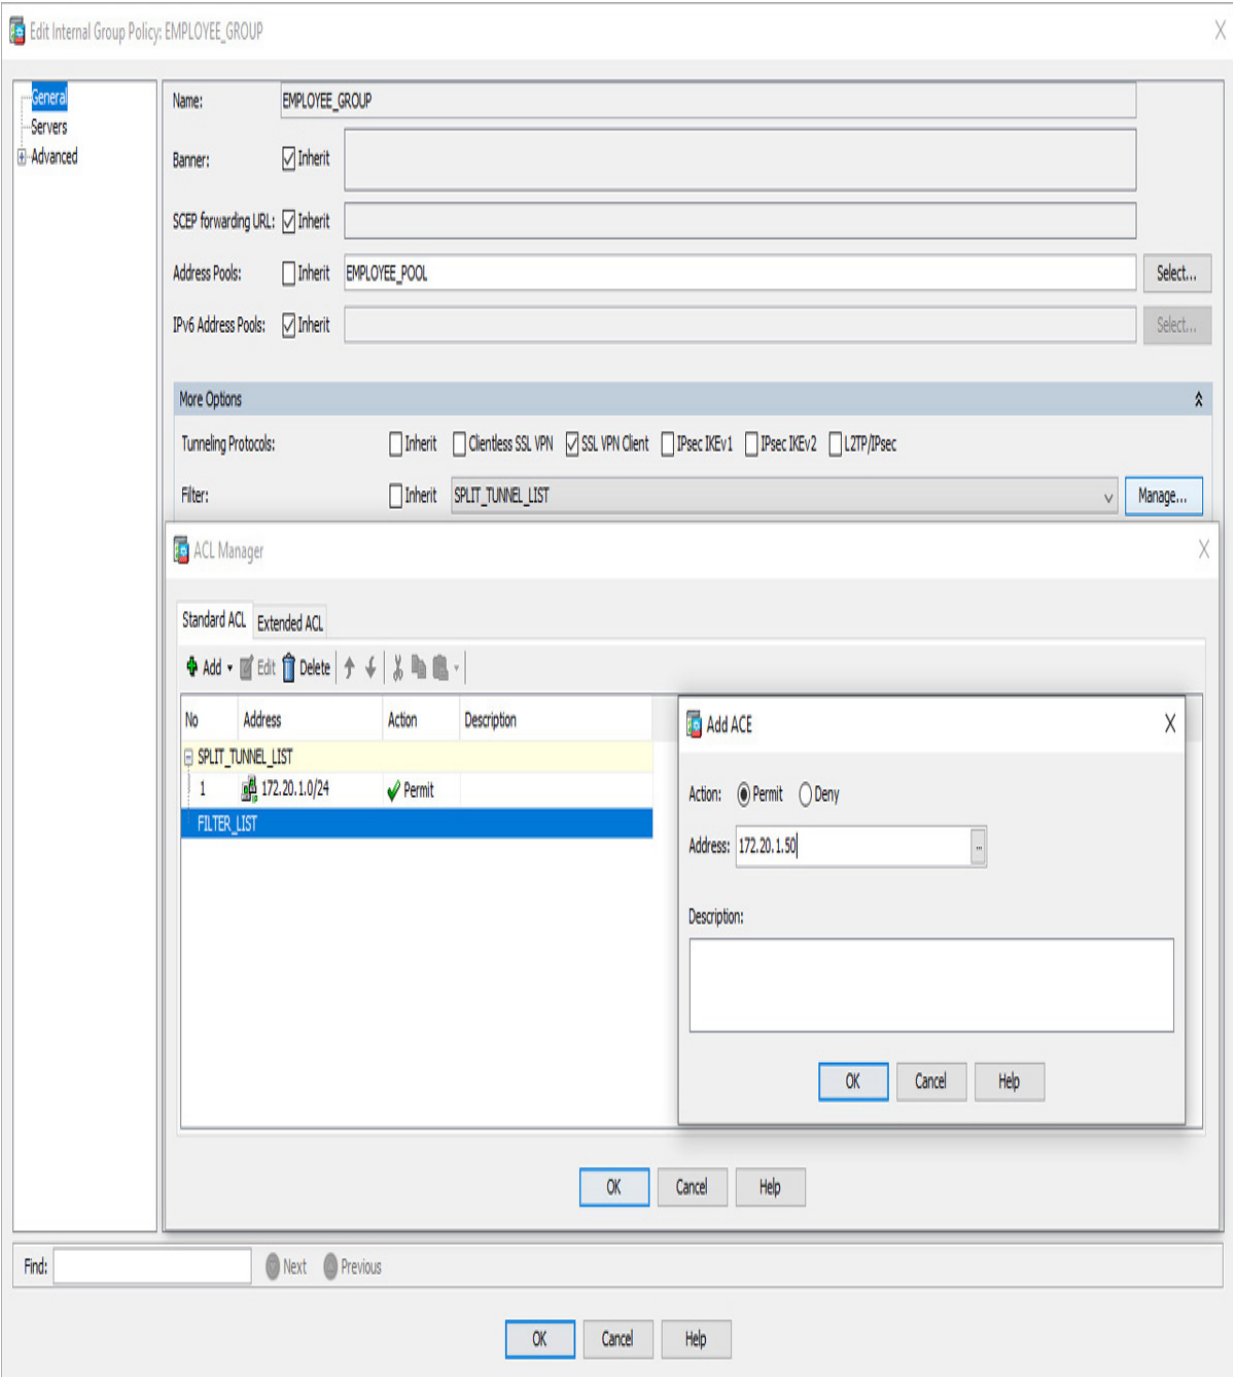 Edit Internal Group Policy: EMPLOYEE_GROUP
General
Servers
Advanced
Name: EMPLOYEE_GROUP
Banner: Inherit
SCEP forwarding URL: Inherit
Address Pools: Inherit EMPLOYEE_POOL Select...
IPv6 Address Pools: Inherit Select...
More Options
Tunneling Protocols: Inherit Clientless SSL VPN SSL VPN Client IPsec IKEv1 IPsec IKEv2 L2TP/IPsec
Filter: Inherit SPLIT_TUNNEL_LIST Manage...
ACL Manager
Standard ACL Extended ACL
Add Edit Delete
No Address Action Description
SPLIT_TUNNEL_LIST
1 172.20.1.0/24 Permit
FILTER_LIST
Add ACE
Action: Permit Deny
Address: 172.20.1.50 ...
Description:
OK Cancel Help
OK Cancel Help
Find: Next Previous
OK Cancel Help